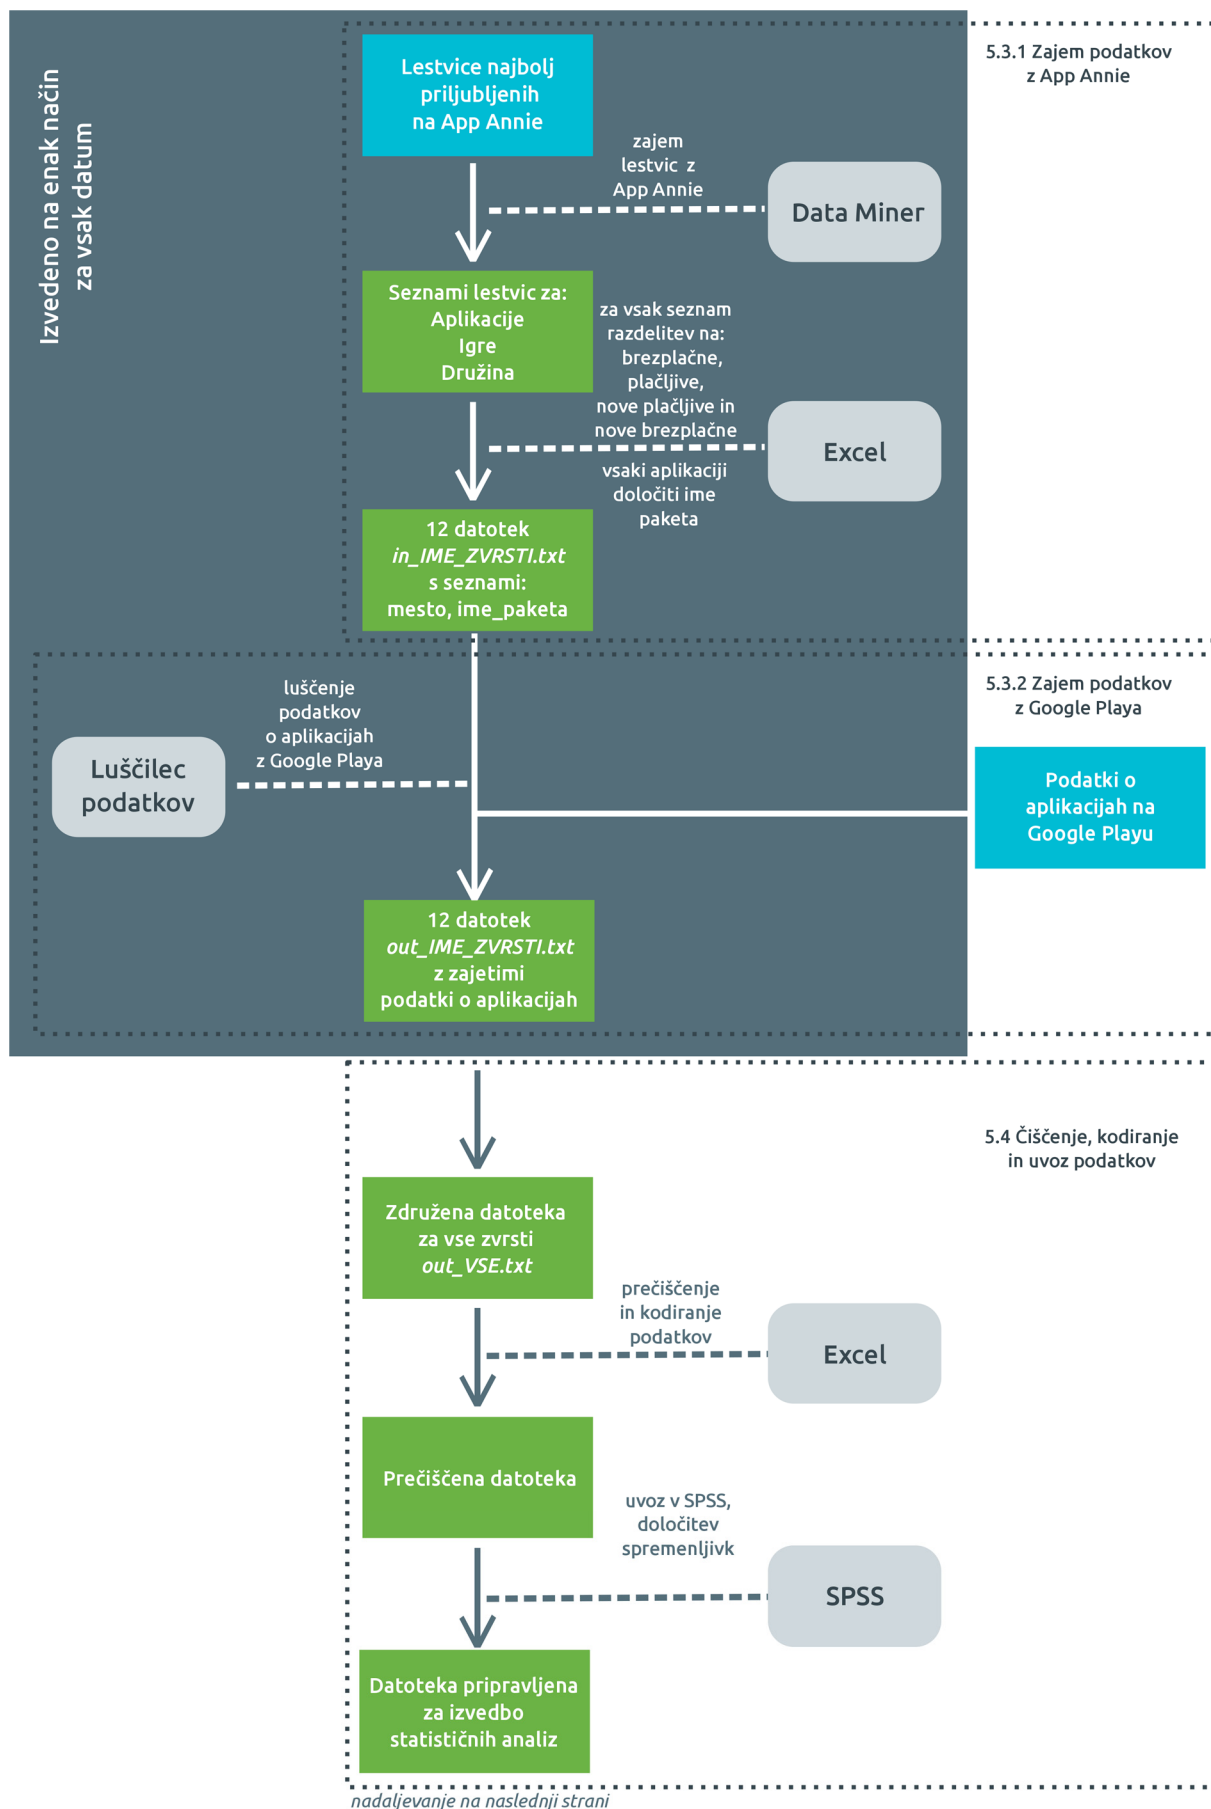 Izvedeno na enak način
za vsak datum
5.3.1 Zajem podatkov
z App Annie
Lestvice najbolj
priljubljenih
na App Annie
zajem
lestvic z
App Annie
Data Miner
Seznami lestvic za:
Aplikacije
Igre
Družina
za vsak seznam
razdelitev na:
brezplačne,
plačljive,
nove plačljive in
nove brezplačne
vsaki aplikaciji
določiti ime
paketa
Excel
12 datotek
in_IME_ZVRSTI.txt
s seznami:
mesto, ime_paketa
5.3.2 Zajem podatkov
z Google Playa
luščenje
podatkov
o aplikacijah
z Google Playa
Luščilec
podatkov
Podatki o
aplikacijah na
Google Playu
12 datotek
out_IME_ZVRSTI.txt
z zajetimi
podatki o aplikacijah
5.4 Čiščenje, kodiranje
in uvoz podatkov
Združena datoteka
za vse zvrsti
out_VSE.txt
prečiščenje
in kodiranje
podatkov
Excel
Prečiščena datoteka
uvoz v SPSS,
določitev
spremenljivk
SPSS
Datoteka pripravljena
za izvedbo
statističnih analiz
nadaljevanje na naslednji strani